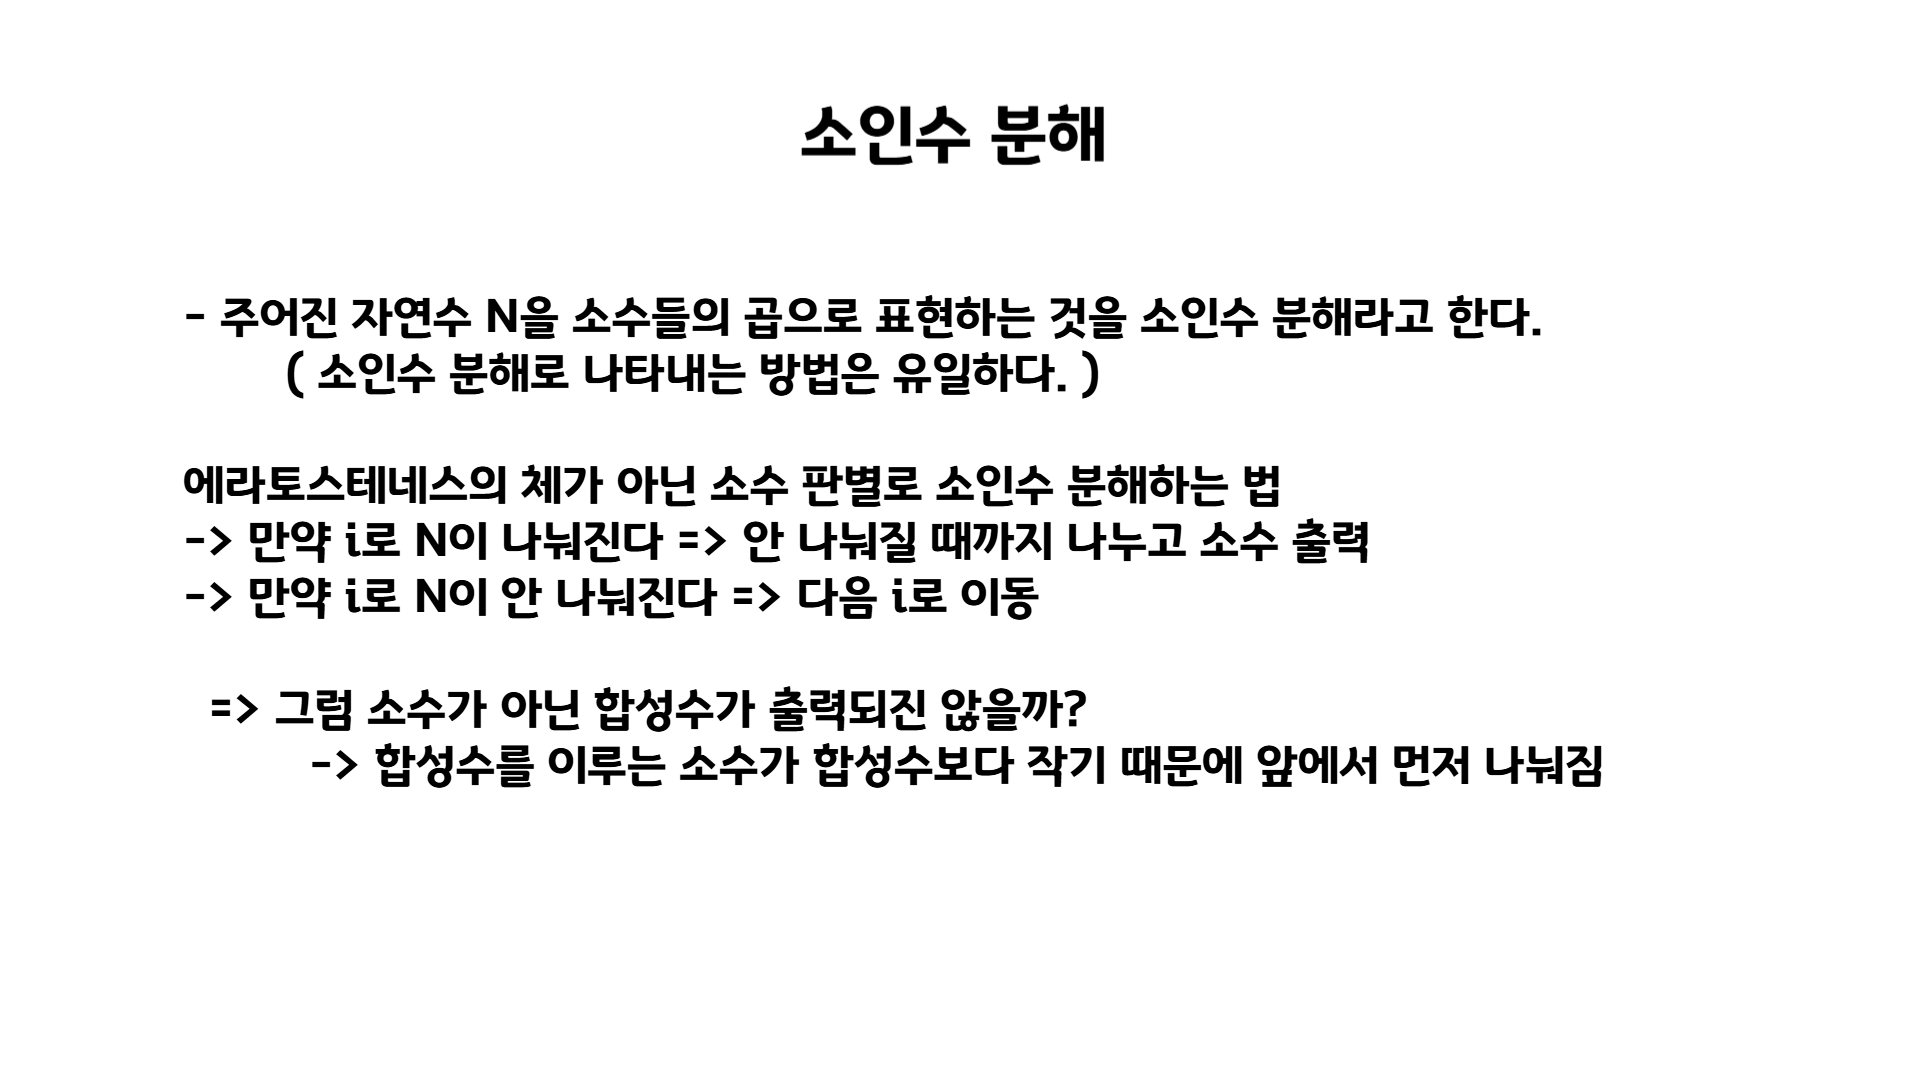 소인수 분해
- 주어진 자연수 N을 소수들의 곱으로 표현하는 것을 소인수 분해라고 한다.
( 소인수 분해로 나타내는 방법은 유일하다. )
에라토스테네스의 체가 아닌 소수 판별로 소인수 분해하는 법
-> 만약 i로 N이 나눠진다 => 안 나눠질 때까지 나누고 소수 출력
-> 만약 i로 N이 안 나눠진다 => 다음 i로 이동
=> 그럼 소수가 아닌 합성수가 출력되진 않을까?
-> 합성수를 이루는 소수가 합성수보다 작기 때문에 앞에서 먼저 나눠짐